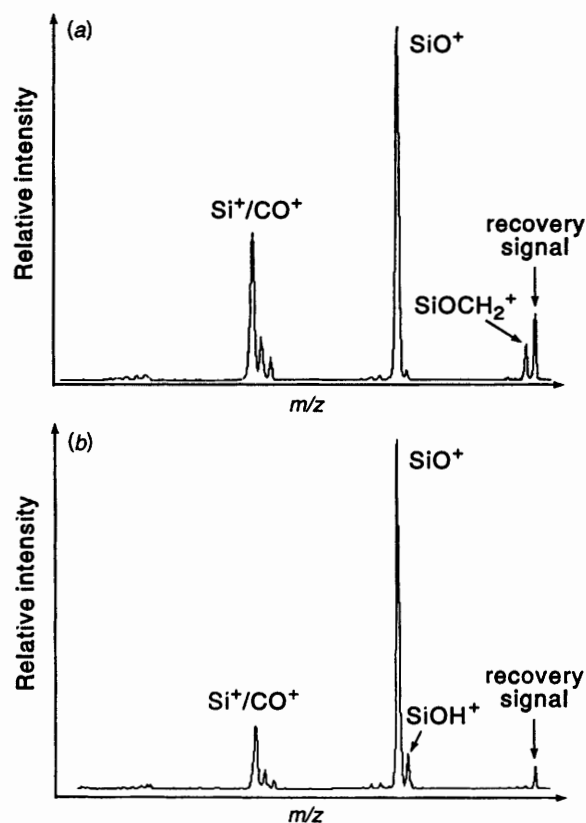 (a)
SiO⁺
Relative intensity
Si⁺/CO⁺
recovery
signal
SiOCH₂⁺
m/z
(b)
SiO⁺
Relative intensity
Si⁺/CO⁺
SiOH⁺
recovery
signal
m/z